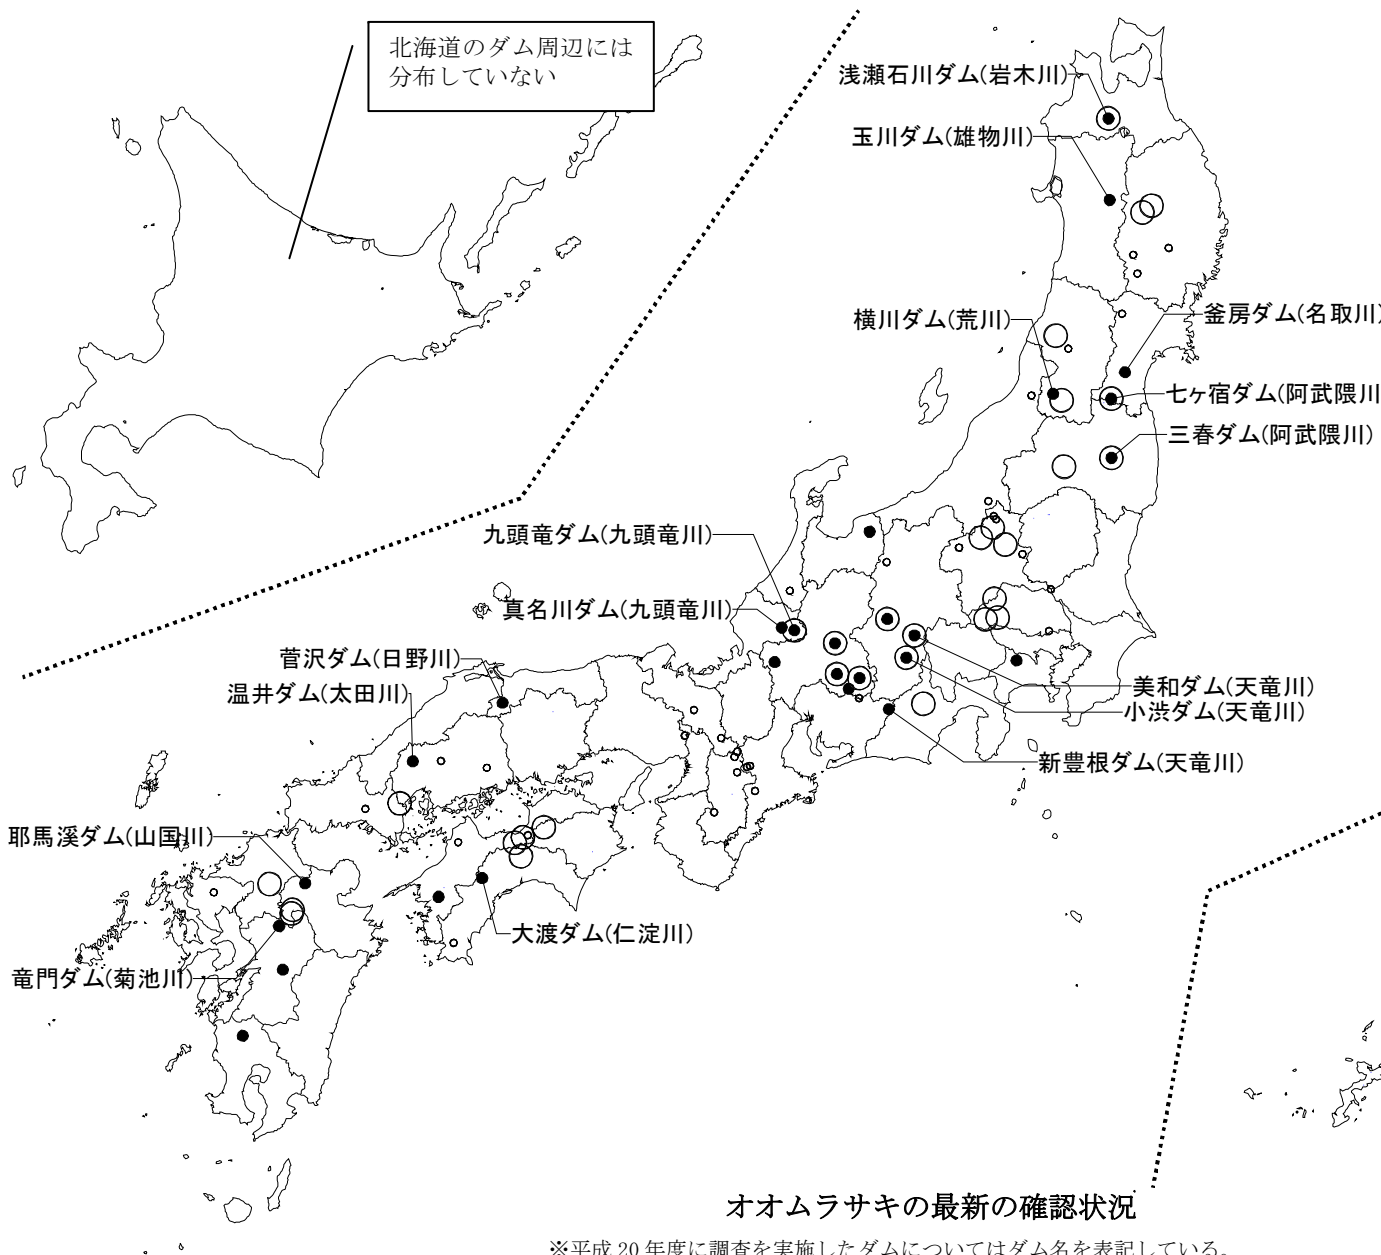 北海道のダム周辺には
分布していない
浅瀬石川ダム(岩木川)
玉川ダム(雄物川)
横川ダム(荒川)
釜房ダム(名取川)
七ヶ宿ダム(阿武隈川
三春ダム(阿武隈川)
九頭竜ダム(九頭竜川)
真名川ダム(九頭竜川)
菅沢ダム(日野川)
温井ダム(太田川)
美和ダム(天竜川)
小渋ダム(天竜川)
新豊根ダム(天竜川)
耶馬溪ダム(山国川)
大渡ダム(仁淀川)
竜門ダム(菊池川)
オオムラサキの最新の確認状況
※平成 20 年度に調査を実施したダムについてはダム名を表記している。